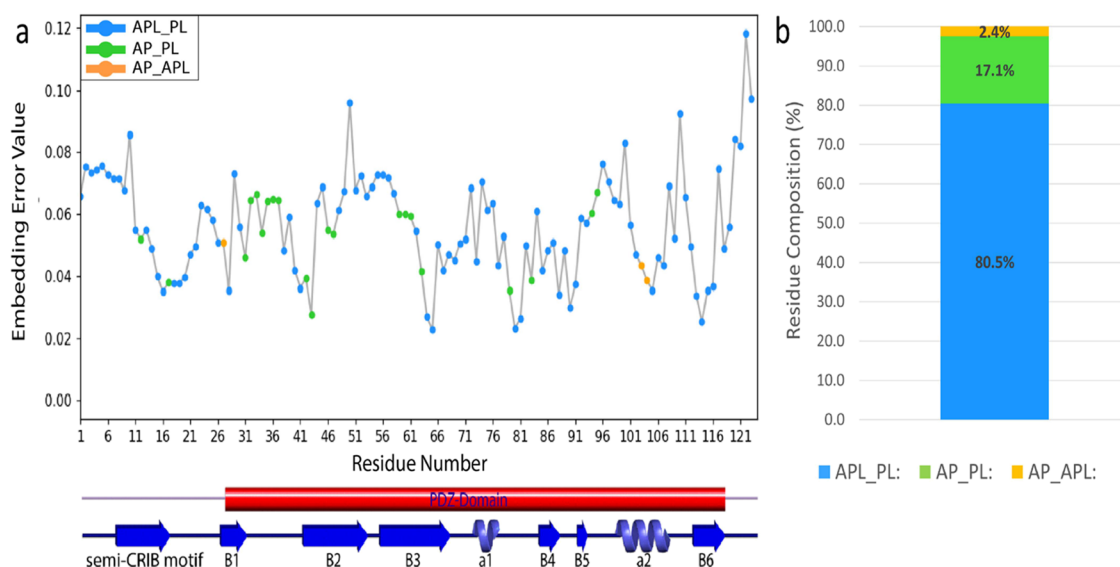 a
APL_PL
AP_PL
AP_APL
Embedding Error Value
0.12
0.10
0.08
0.06
0.04
0.02
0.00
1 6 11 16 21 26 31 36 41 46 51 56 61 66 71 76 81 86 91 96 101 106 111 116 121
Residue Number
PDZ-Domain
semi-CRIB motif B1 B2 B3 a1 B4 B5 a2 B6
b
Residue Composition (%)
100.0
90.0
80.0
70.0
60.0
50.0
40.0
30.0
20.0
10.0
0.0
2.4%
17.1%
80.5%
APL_PL: AP_PL: AP_APL: